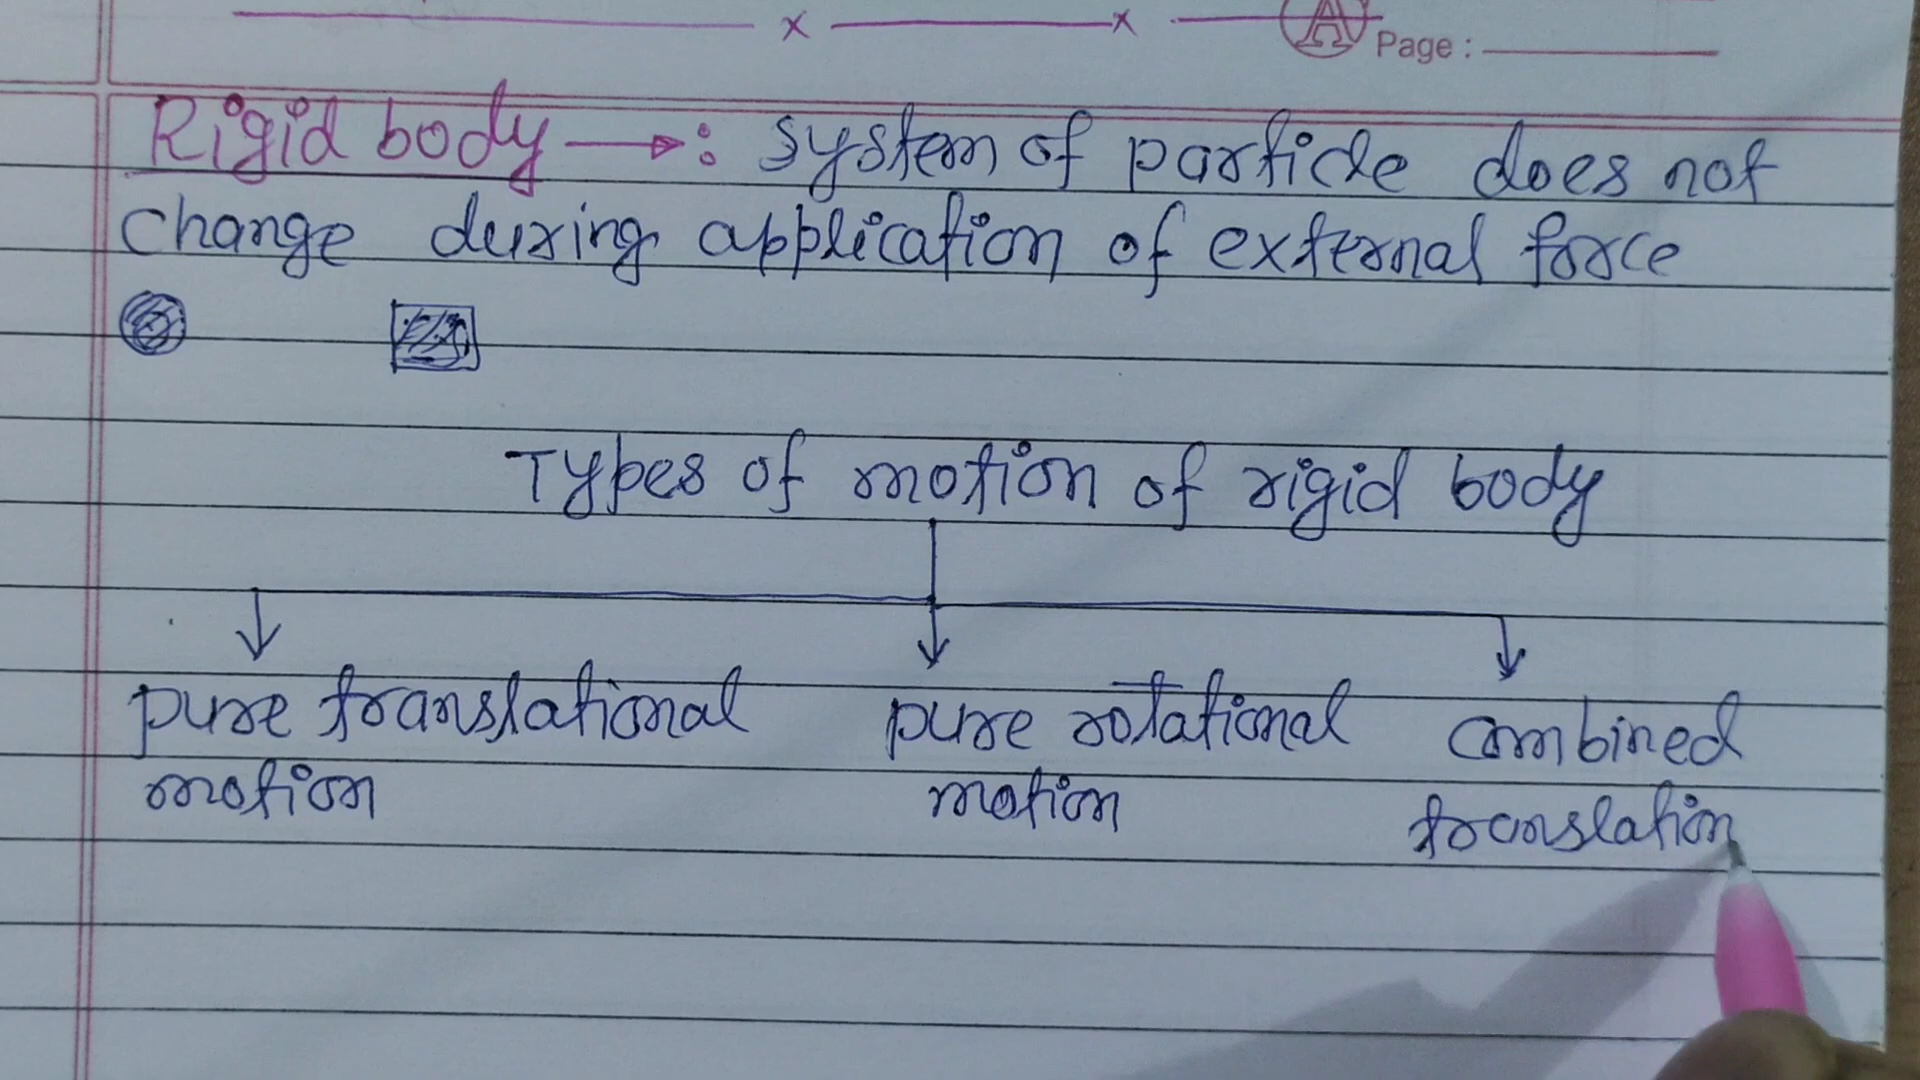 Page :
Rigid body → : system of particle does not
change during application of external force
Types of motion of rigid body
pure translational pure rotational combined
motion motion translation